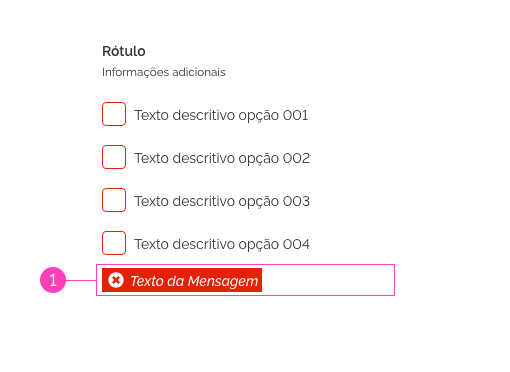 Rótulo
Informações adicionais
Texto descritivo opção 001
Texto descritivo opção 002
Texto descritivo opção 003
Texto descritivo opção 004
1
Texto da Mensagem